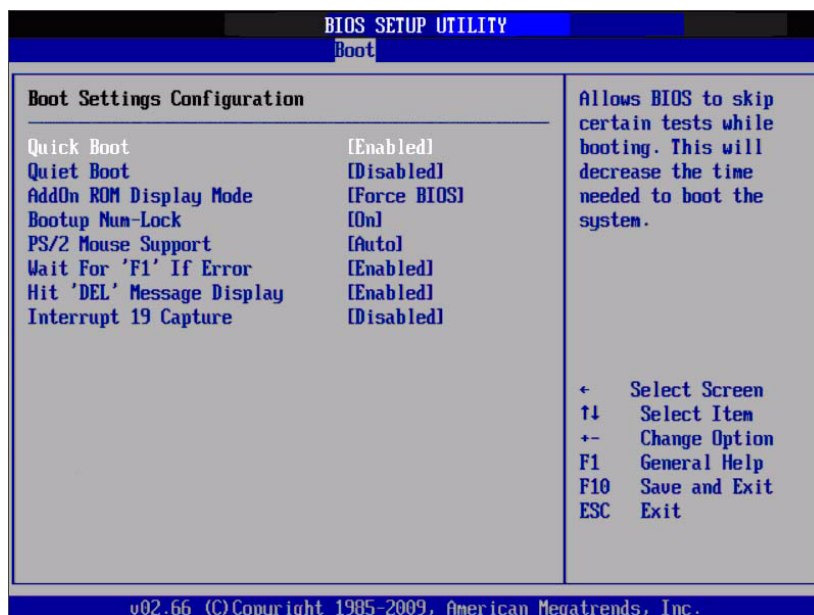 BIOS SETUP UTILITY
Boot
Boot Settings Configuration
Quick Boot [Enabled]
Quiet Boot [Disabled]
AddOn ROM Display Mode [Force BIOS]
Bootup Num-Lock [On]
PS/2 Mouse Support [Auto]
Wait For 'F1' If Error [Enabled]
Hit 'DEL' Message Display [Enabled]
Interrupt 19 Capture [Disabled]
Allows BIOS to skip
certain tests while
booting. This will
decrease the time
needed to boot the
system.
← Select Screen
↑↓ Select Item
+- Change Option
F1 General Help
F10 Save and Exit
ESC Exit
v02.66 (C)Copyright 1985-2009, American Megatrends, Inc.